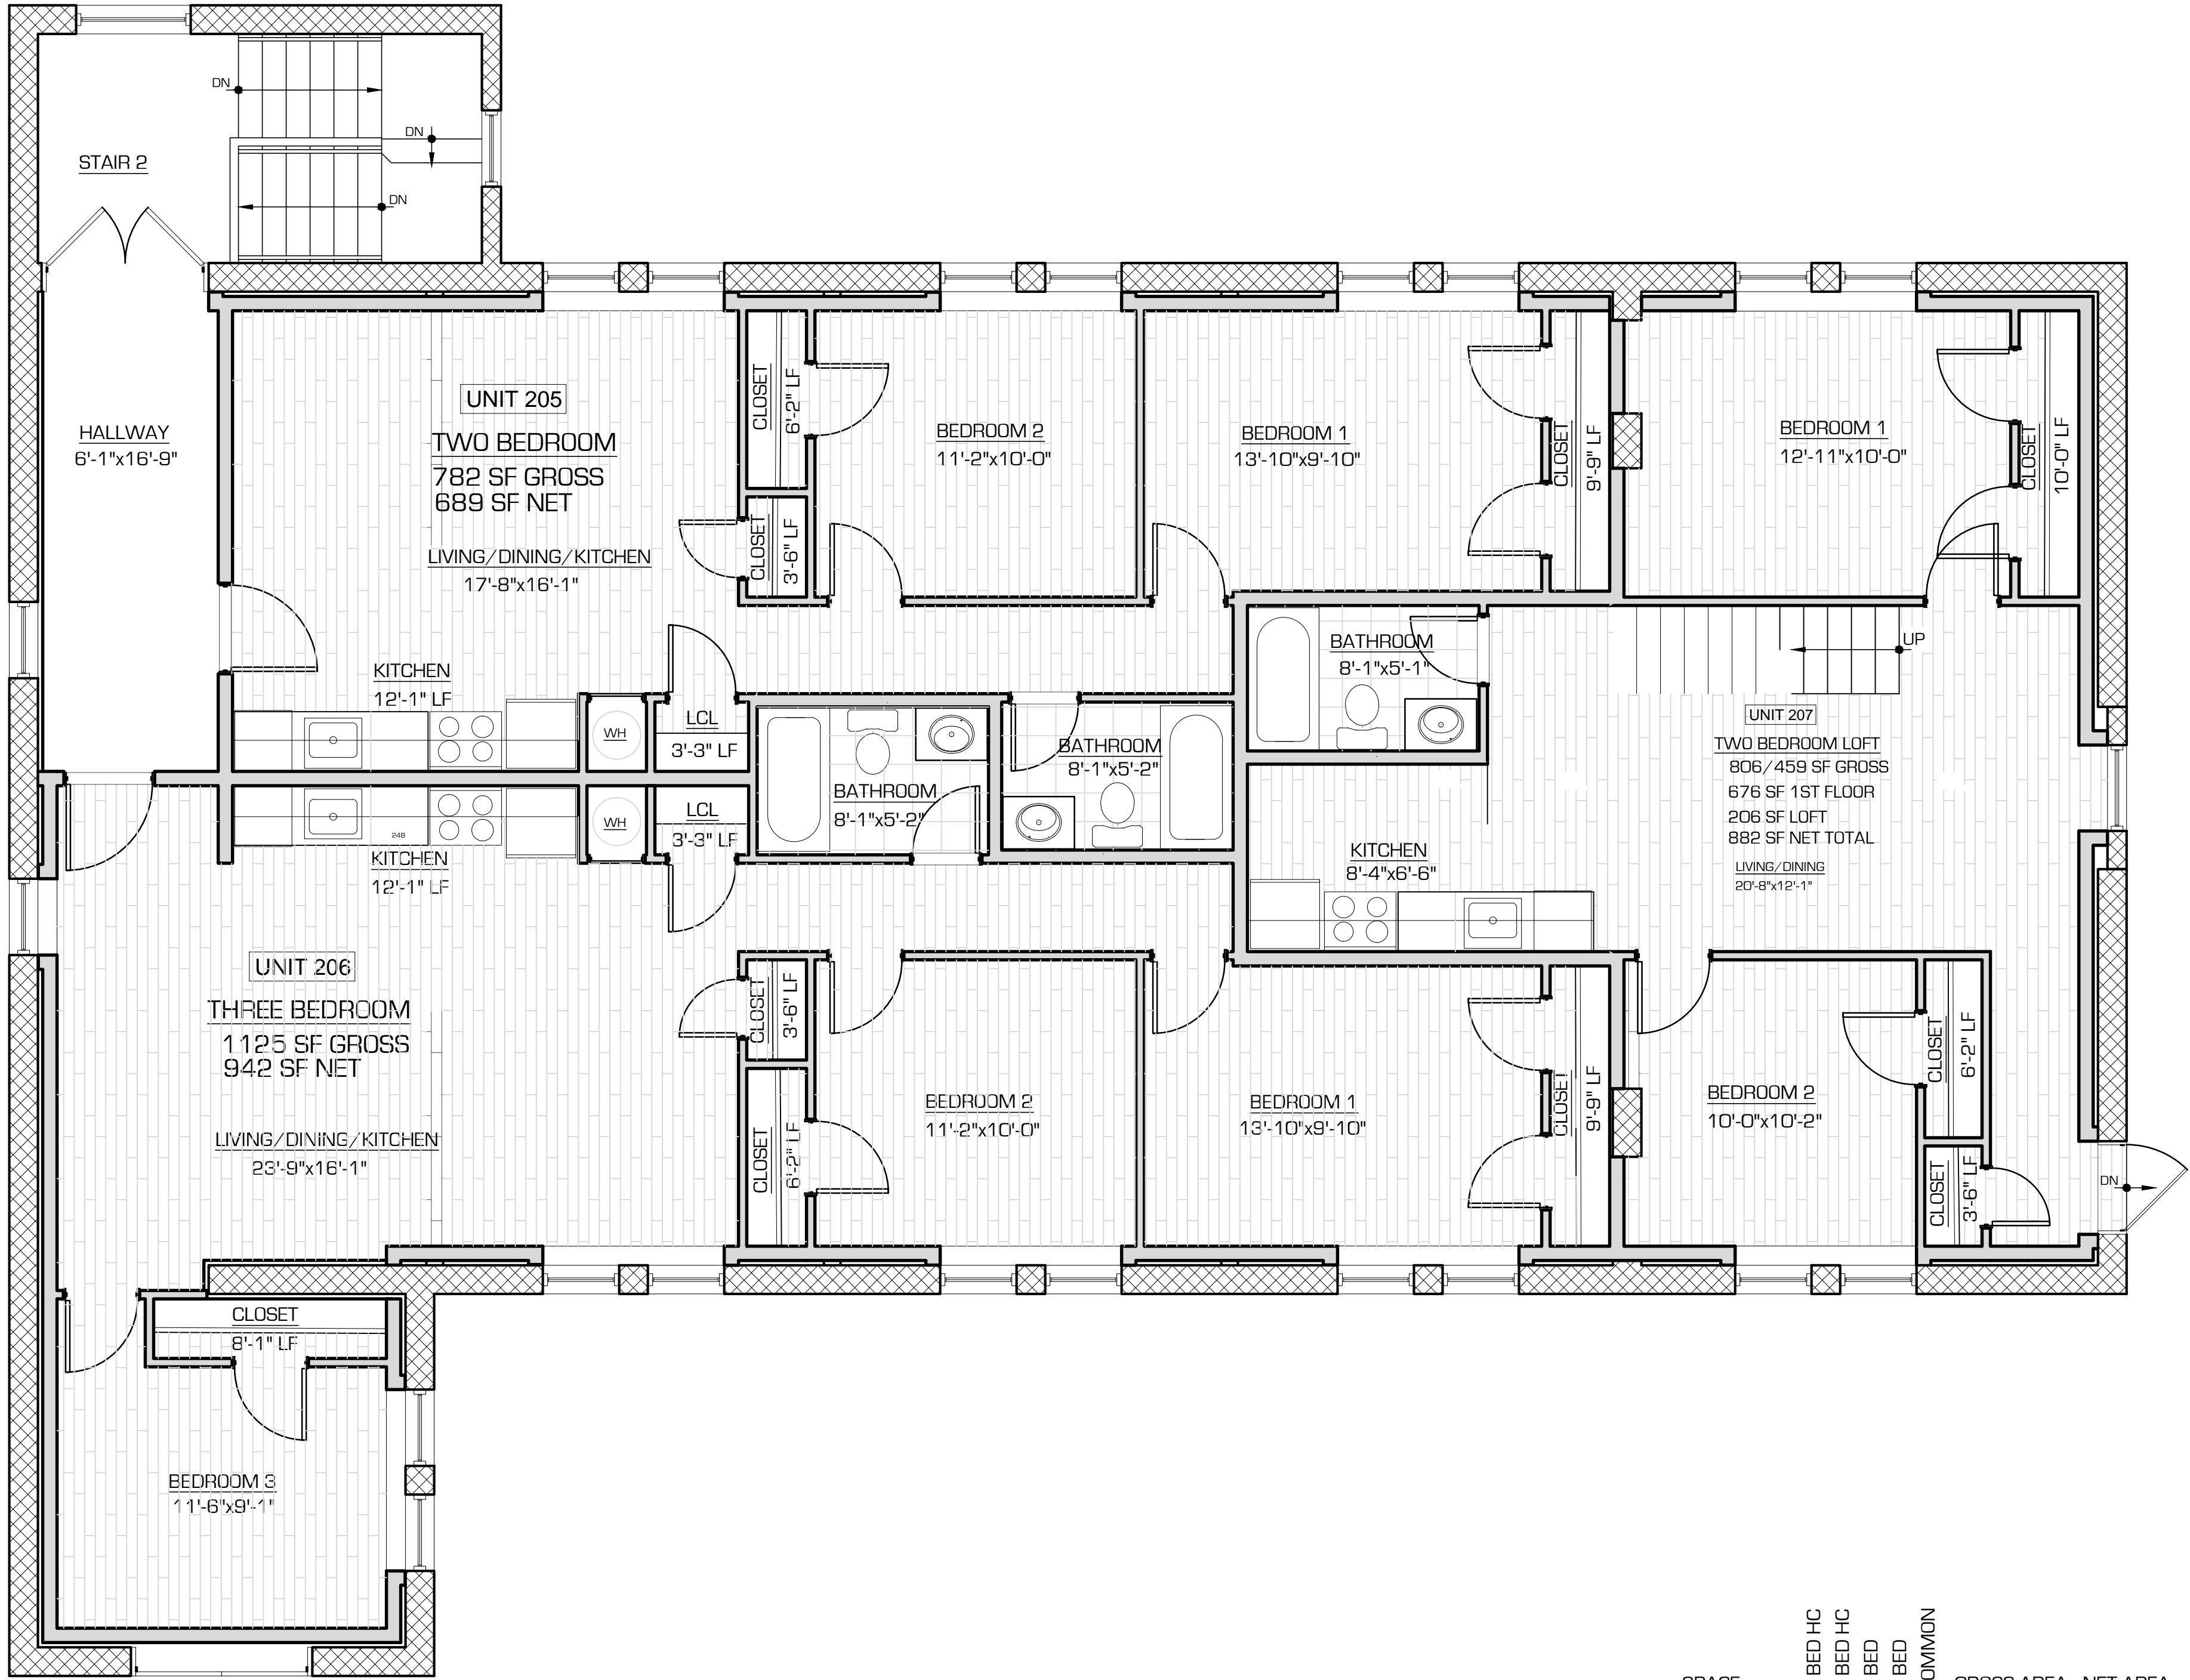 DN
DN
STAIR 2
DN
HALLWAY
6'-1"x16'-9"
UNIT 205
TWO BEDROOM
782 SF GROSS
689 SF NET
LIVING/DINING/KITCHEN
17'-8"x16'-1"
KITCHEN
12'-1" LF
WH
LCL
3'-3" LF
CLOSET
6'-2" LF
CLOSET
3'-6" LF
BEDROOM 2
11'-2"x10'-0"
BEDROOM 1
13'-10"x9'-10"
CLOSET
9'-9" LF
BEDROOM 1
12'-11"x10'-0"
CLOSET
10'-0" LF
BATHROOM
8'-1"x5'-1"
UP
UNIT 207
TWO BEDROOM LOFT
806/459 SF GROSS
676 SF 1ST FLOOR
206 SF LOFT
882 SF NET TOTAL
LIVING/DINING
20'-8"x12'-1"
BATHROOM
8'-1"x5'-2"
BATHROOM
8'-1"x5'-2"
KITCHEN
8'-4"x6'-6"
24B
KITCHEN
12'-1" LF
WH
LCL
3'-3" LF
UNIT 206
THREE BEDROOM
1125 SF GROSS
942 SF NET
LIVING/DINING/KITCHEN
23'-9"x16'-1"
CLOSET
3'-6" LF
CLOSET
6'-2" LF
BEDROOM 2
11'-2"x10'-0"
BEDROOM 1
13'-10"x9'-10"
CLOSET
9'-9" LF
BEDROOM 2
10'-0"x10'-2"
CLOSET
6'-2" LF
CLOSET
3'-6" LF
DN
CLOSET
8'-1" LF
BEDROOM 3
11'-6"x9'-1"
BED HC
BED HC
BED
BED
OMMON
SPACE
GROSS AREA
NET AREA